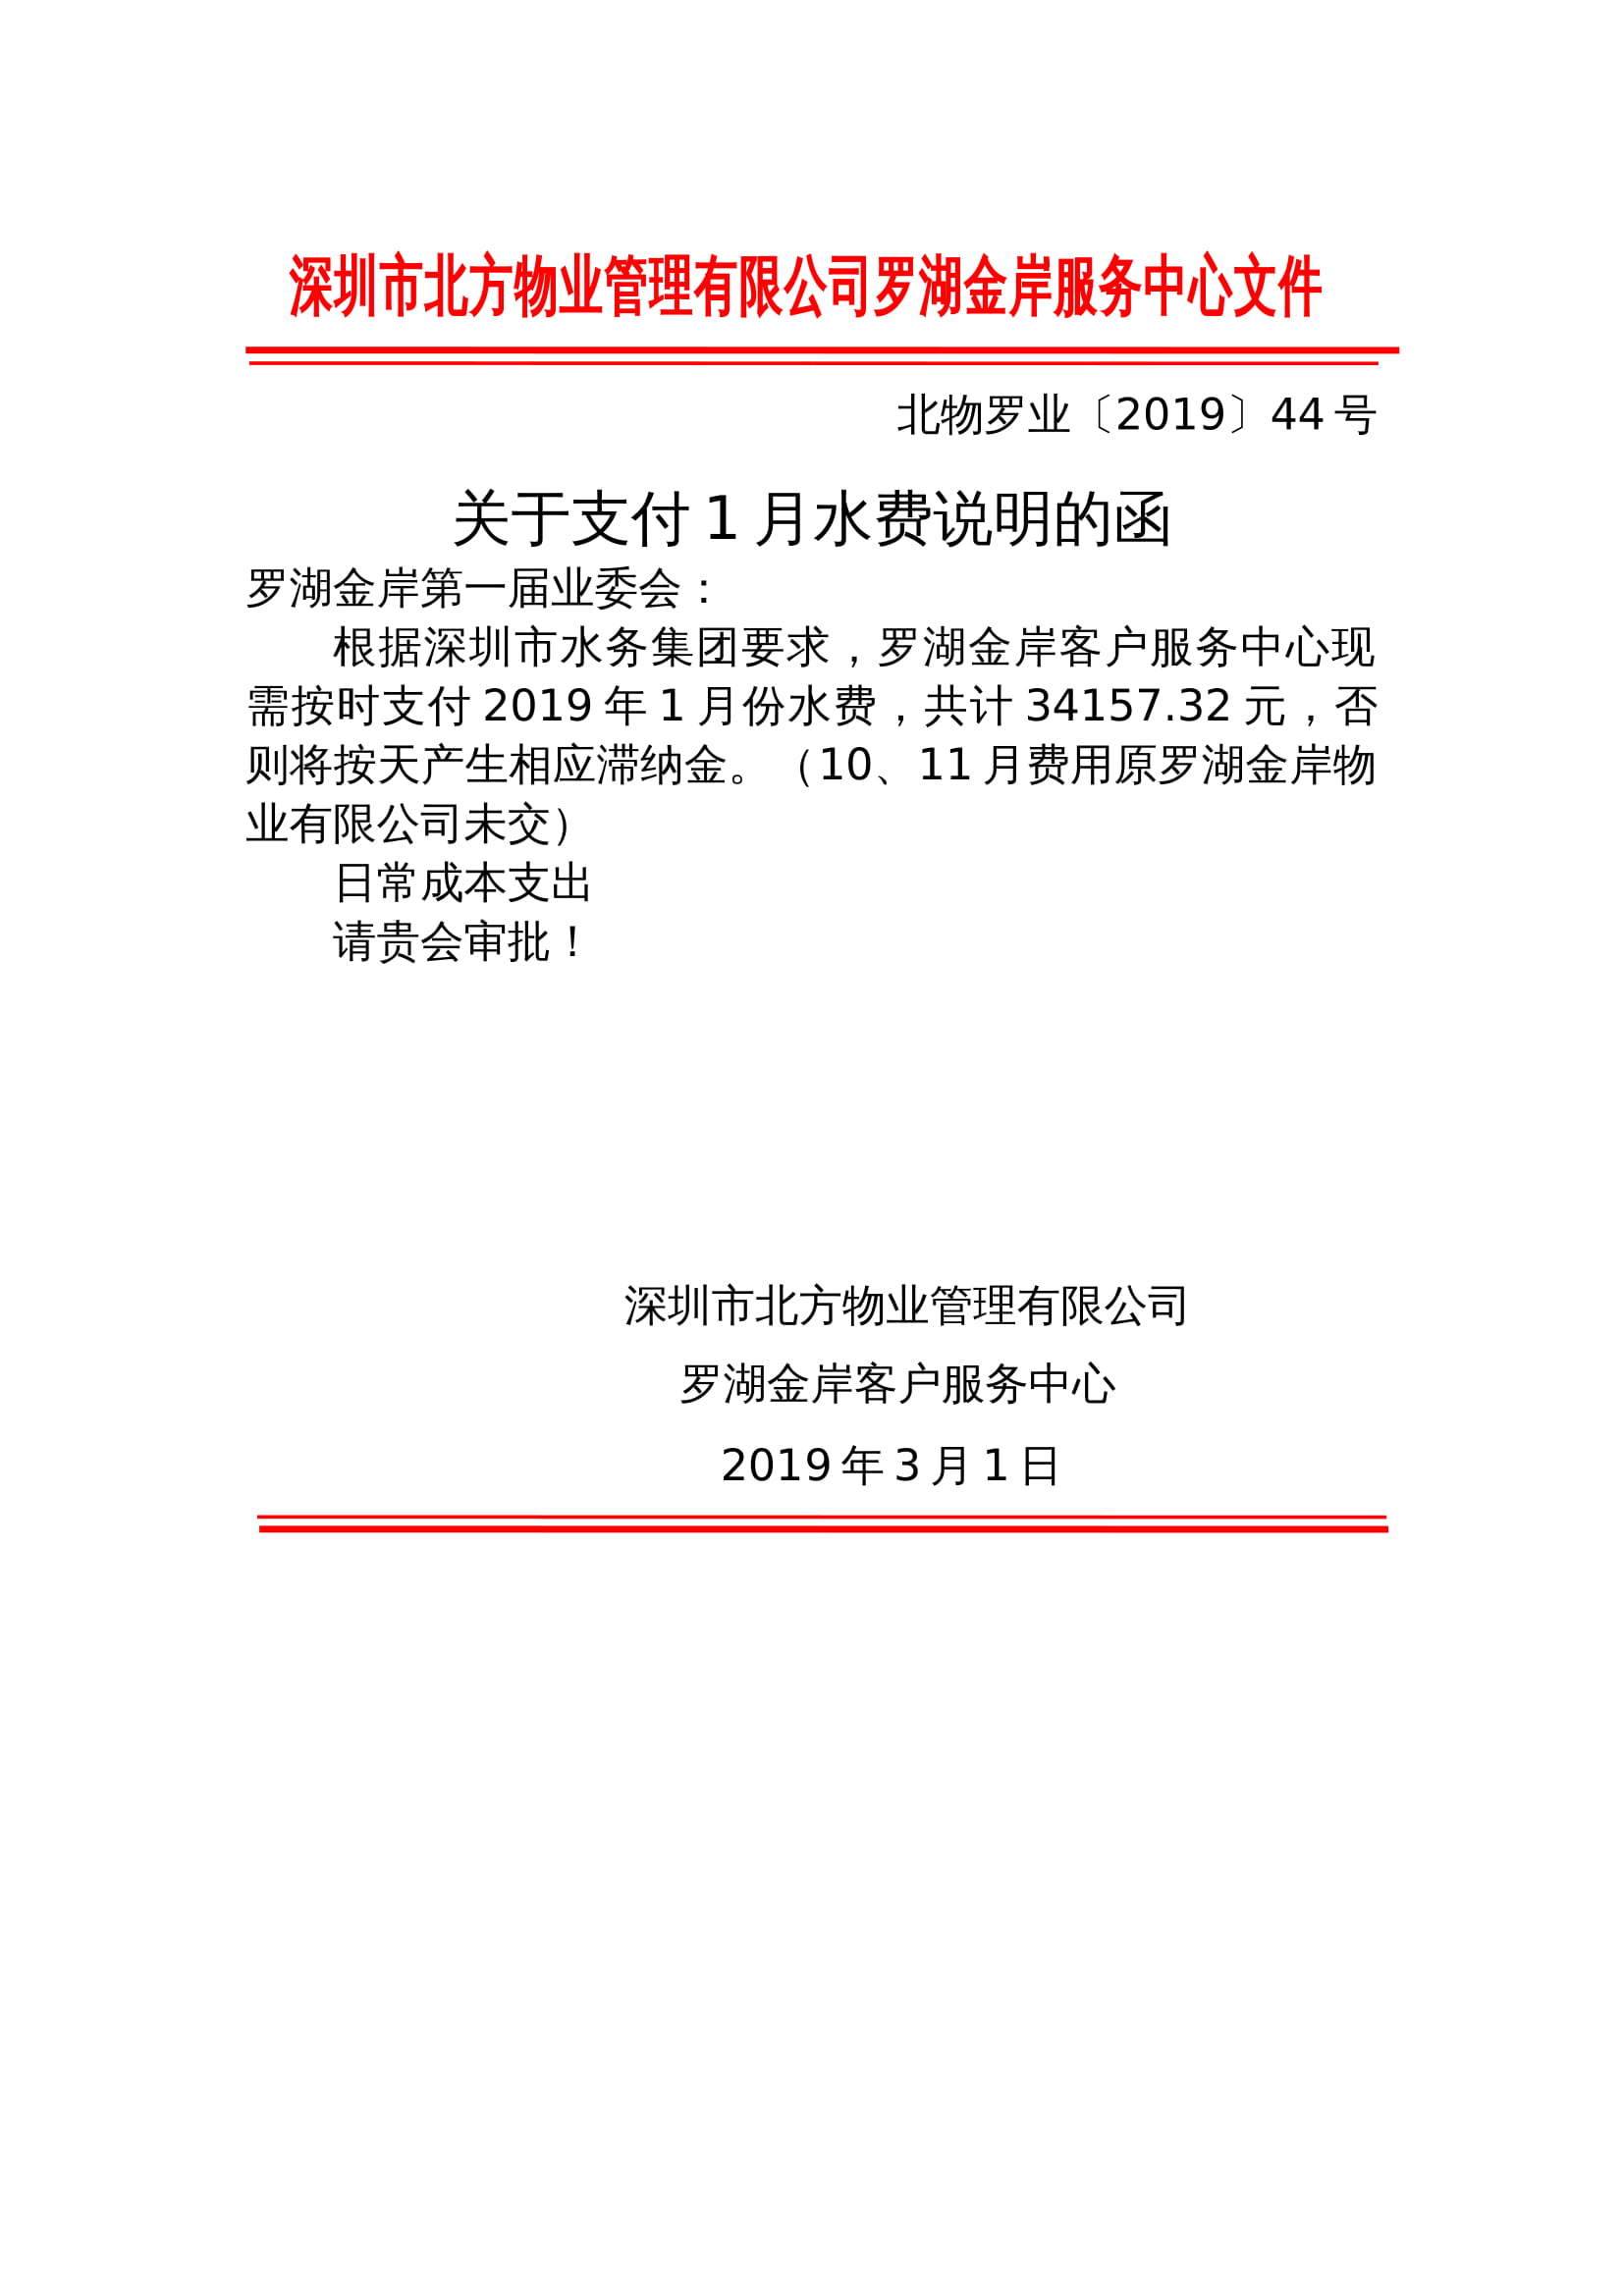 深圳市北方物业管理有限公司罗湖金岸服务中心文件
北物罗业〔2019〕44 号
关于支付 1 月水费说明的函
罗湖金岸第一届业委会：
根据深圳市水务集团要求，罗湖金岸客户服务中心现
需按时支付 2019 年 1 月份水费，共计 34157.32 元，否
则将按天产生相应滞纳金。（10、11 月费用原罗湖金岸物
业有限公司未交）
日常成本支出
请贵会审批！
深圳市北方物业管理有限公司
罗湖金岸客户服务中心
2019 年 3 月 1 日